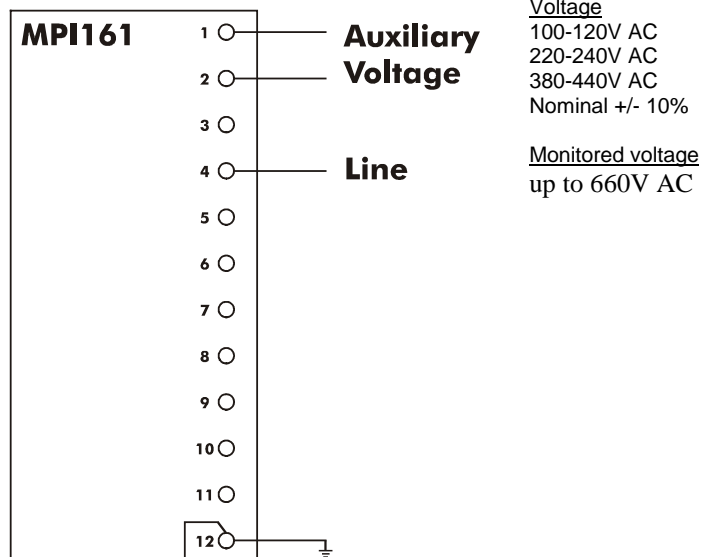 MPI161
1
2
3
4
5
6
7
8
9
10
11
12
Auxiliary
Voltage
Line
Voltage
100-120V AC
220-240V AC
380-440V AC
Nominal +/- 10%
Monitored voltage
up to 660V AC